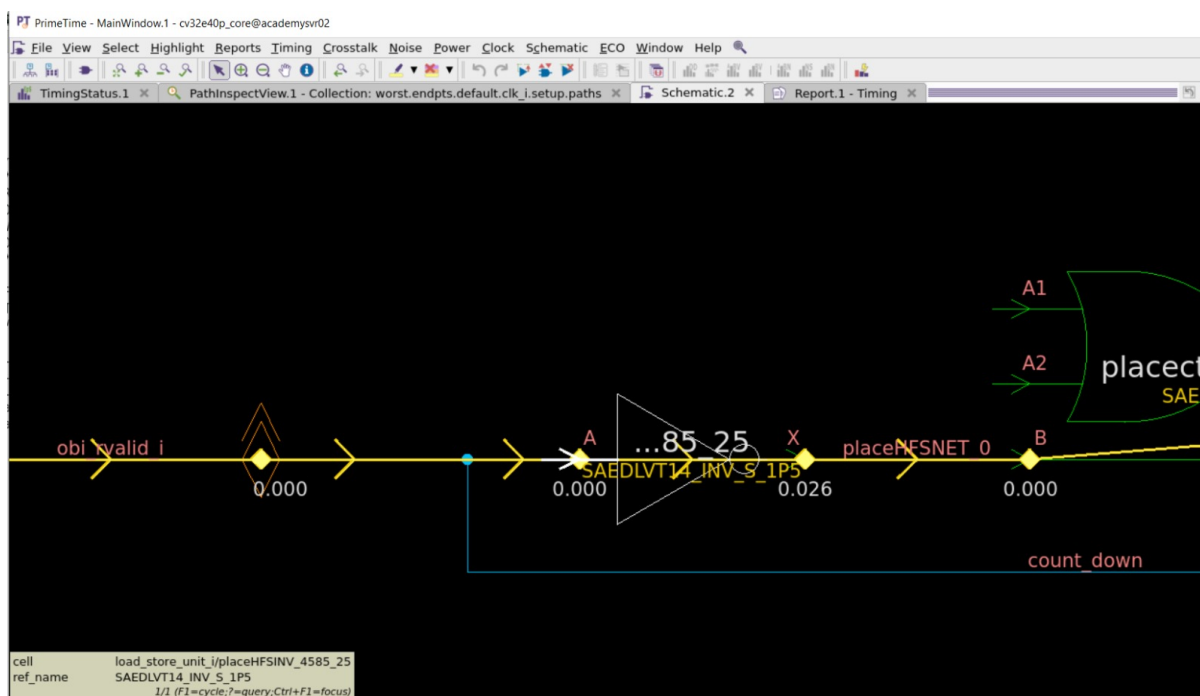 PrimeTime - MainWindow.1 - cv32e40p_core@academysvr02
File View Select Highlight Reports Timing Crosstalk Noise Power Clock Schematic ECO Window Help
TimingStatus.1 PathInspectView.1 - Collection: worst.endpts.default.clk_i.setup.paths Schematic.2 Report.1 - Timing
A1
A2
placect
SAE
obi_rvalid_i
A
...85_25
X
placeHFSNET_0
B
SAEDLVT14_INV_S_1P5
0.000
0.000
0.026
0.000
count_down
cell load_store_unit_i/placeHFSINV_4585_25
ref_name SAEDLVT14_INV_S_1P5
1/1 (F1=cycle;?=query;Ctrl+F1=focus)